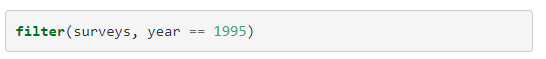 filter(surveys, year == 1995)